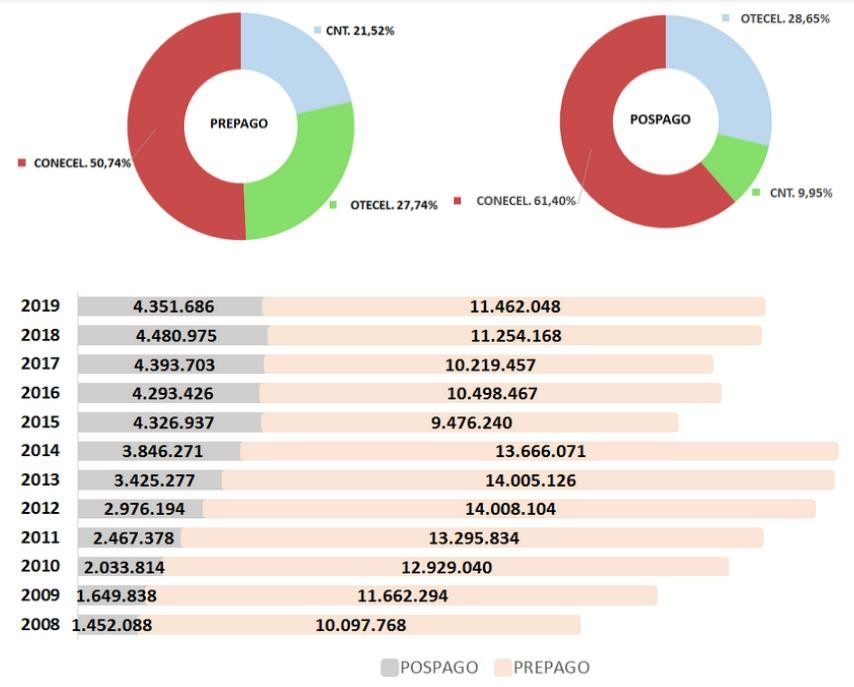 CNT. 21,52%
PREPAGO
CONECEL. 50,74%
OTECEL. 27,74%
OTECEL. 28,65%
POSPAGO
CNT. 9,95%
CONECEL. 61,40%
2019 4.351.686 11.462.048
2018 4.480.975 11.254.168
2017 4.393.703 10.219.457
2016 4.293.426 10.498.467
2015 4.326.937 9.476.240
2014 3.846.271 13.666.071
2013 3.425.277 14.005.126
2012 2.976.194 14.008.104
2011 2.467.378 13.295.834
2010 2.033.814 12.929.040
2009 1.649.838 11.662.294
2008 1.452.088 10.097.768
POSPAGO PREPAGO